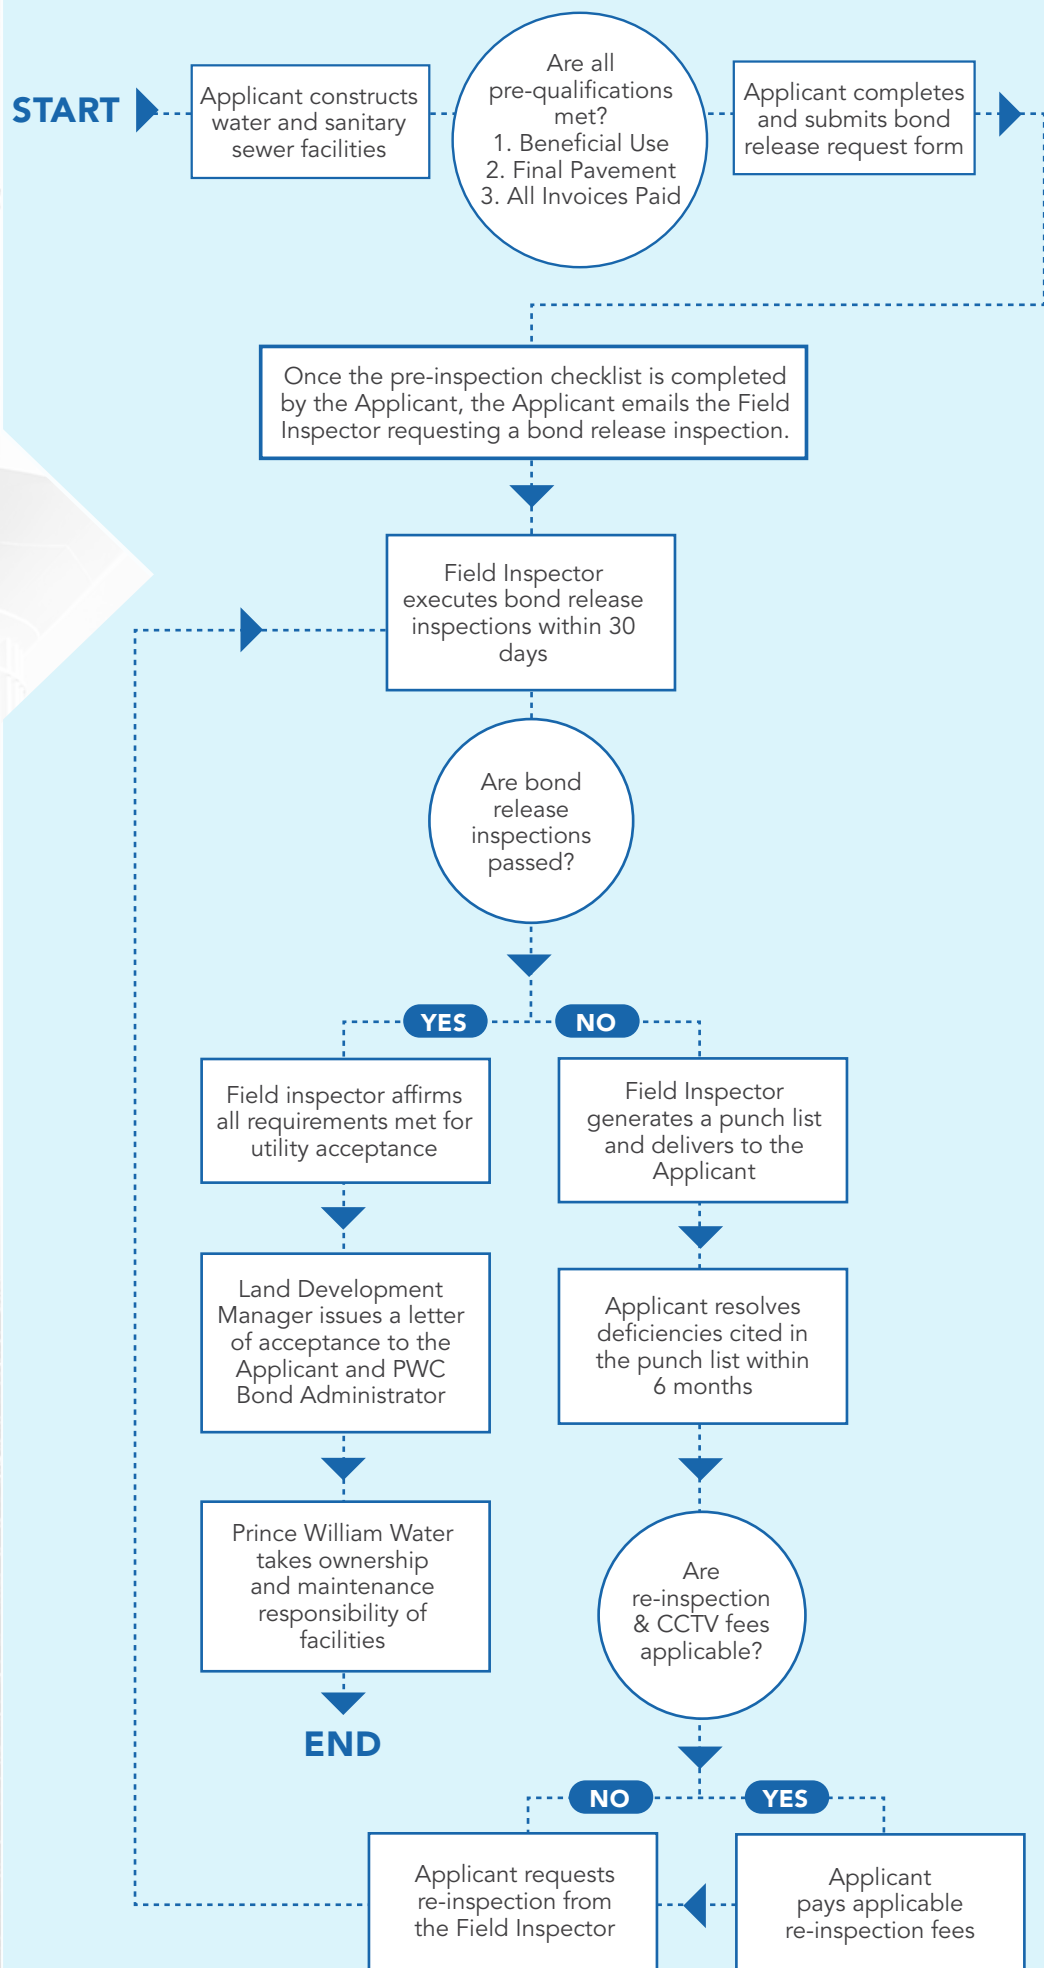 START
Applicant constructs
water and sanitary
sewer facilities
Are all
pre-qualifications
met?
1. Beneficial Use
2. Final Pavement
3. All Invoices Paid
Applicant completes
and submits bond
release request form
Once the pre-inspection checklist is completed
by the Applicant, the Applicant emails the Field
Inspector requesting a bond release inspection.
Field Inspector
executes bond release
inspections within 30
days
Are bond
release
inspections
passed?
YES
NO
Field inspector affirms
all requirements met for
utility acceptance
Land Development
Manager issues a letter
of acceptance to the
Applicant and PWC
Bond Administrator
Prince William Water
takes ownership
and maintenance
responsibility of
facilities
END
Field Inspector
generates a punch list
and delivers to the
Applicant
Applicant resolves
deficiencies cited in
the punch list within
6 months
Are
re-inspection
& CCTV fees
applicable?
NO
YES
Applicant requests
re-inspection from
the Field Inspector
Applicant
pays applicable
re-inspection fees